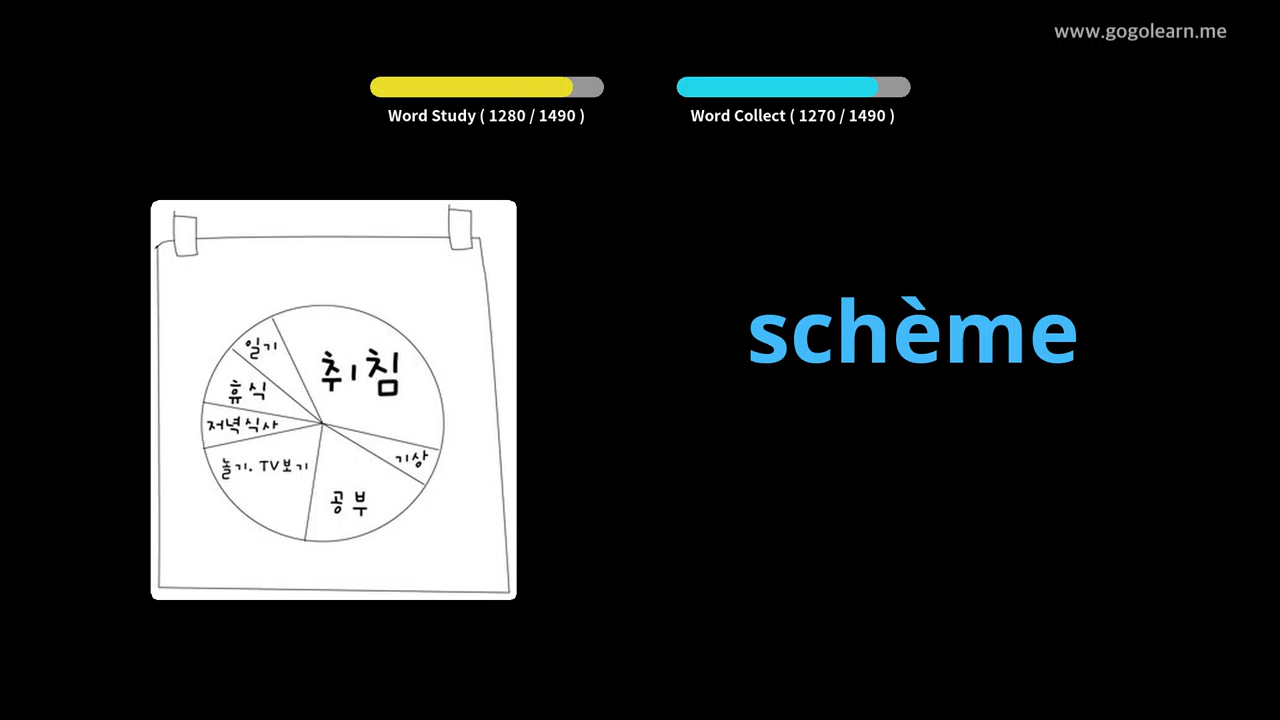 www.gogolearn.me
Word Study ( 1280 / 1490 )
Word Collect ( 1270 / 1490 )
일기
취침
휴식
저녁식사
놀기. TV보기
기상
공부
schème